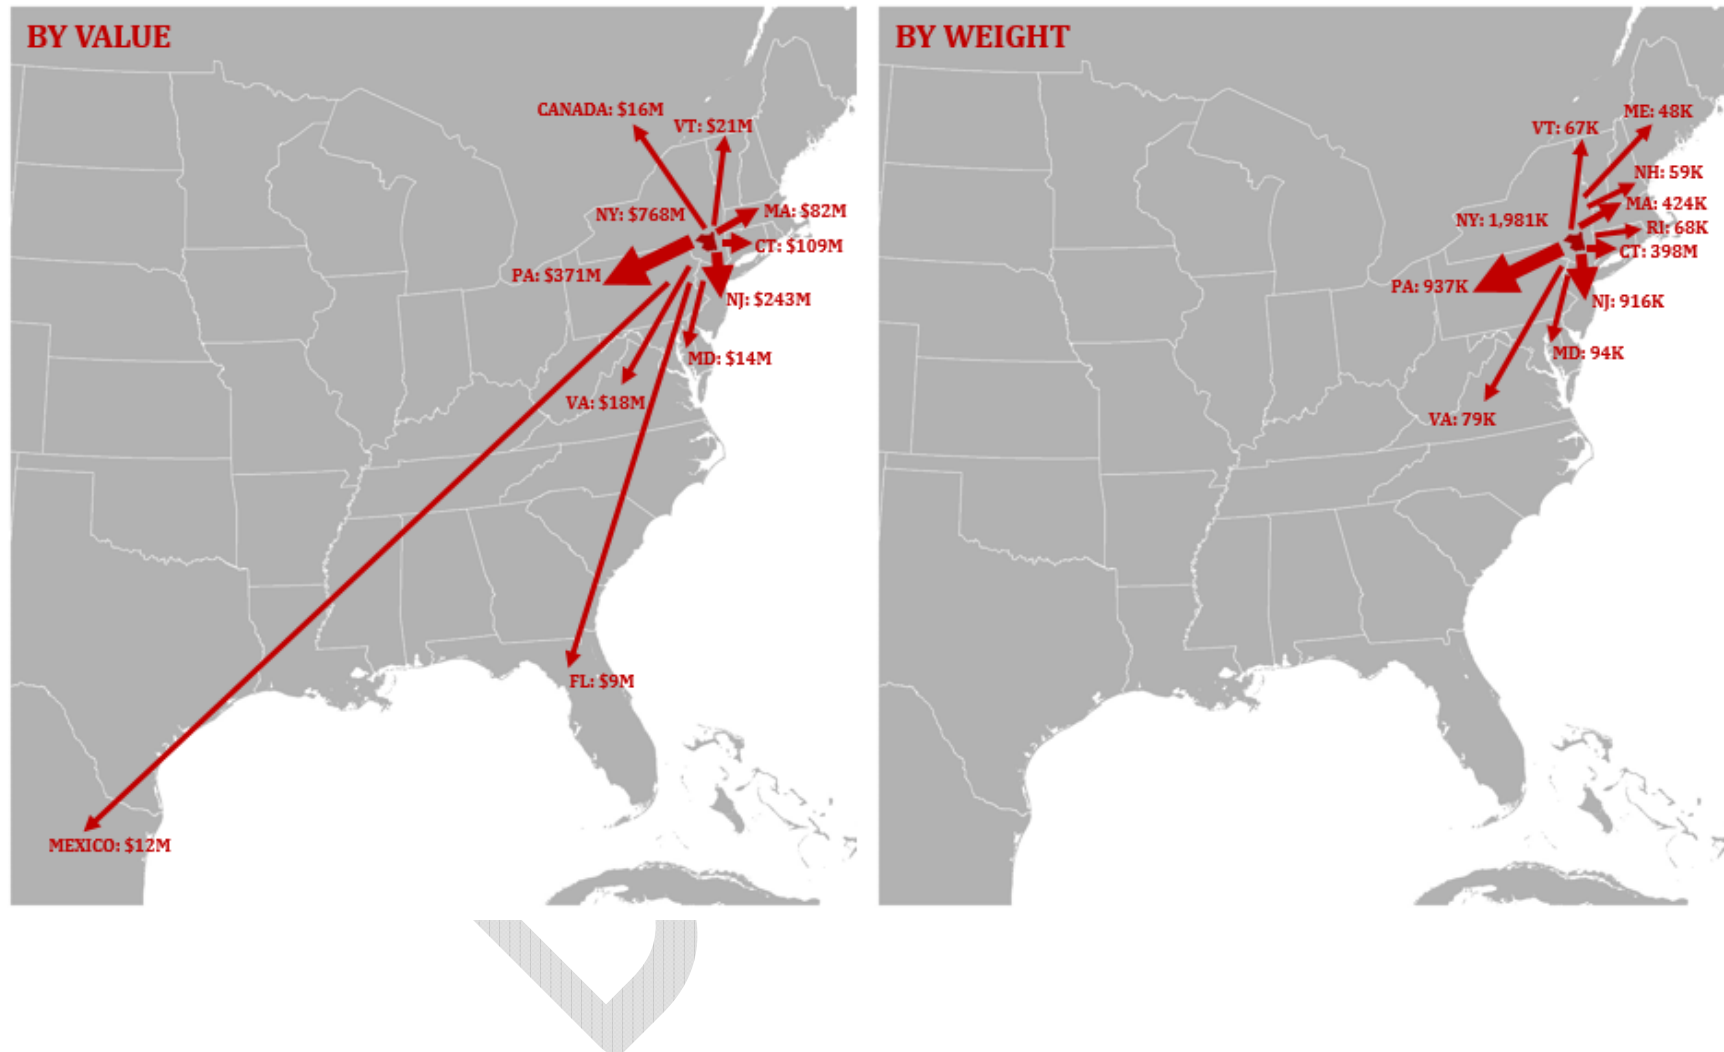 BY VALUE
CANADA: $16M
VT: $21M
NY: $768M
MA: $82M
CT: $109M
PA: $371M
NJ: $243M
MD: $14M
VA: $18M
FL: $9M
MEXICO: $12M
BY WEIGHT
ME: 48K
VT: 67K
NH: 59K
MA: 424K
NY: 1,981K
RI: 68K
CT: 398M
PA: 937K
NJ: 916K
MD: 94K
VA: 79K